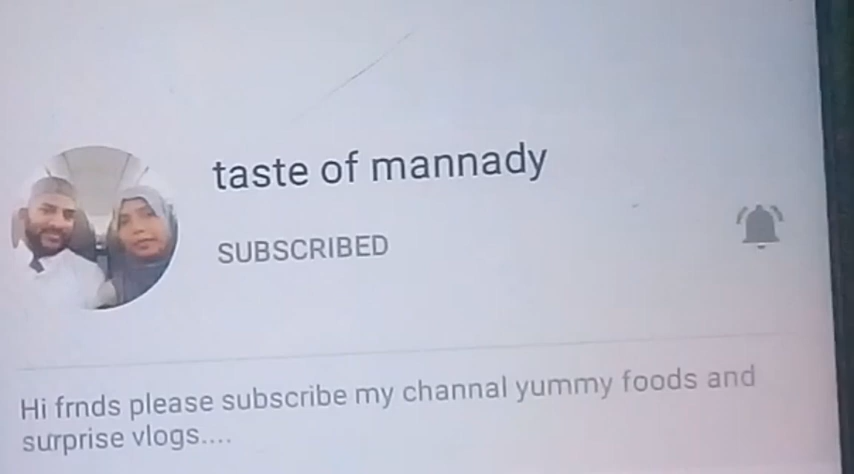 taste of mannady
SUBSCRIBED
Hi frnds please subscribe my channal yummy foods and
surprise vlogs....